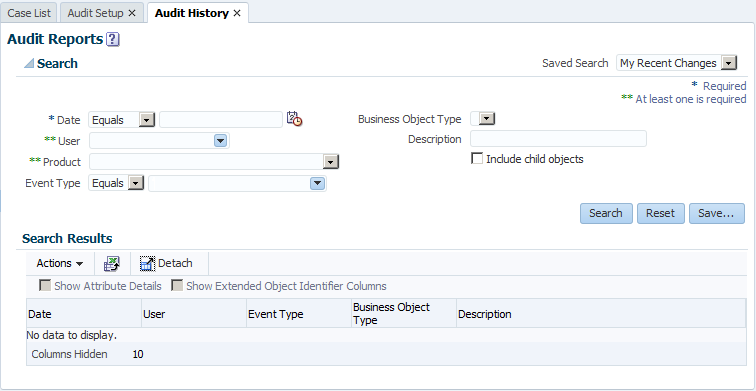 Case List Audit Setup Audit History
Audit Reports
Search Saved Search My Recent Changes
* Required
** At least one is required
* Date Equals Business Object Type
** User Description
** Product Include child objects
Event Type Equals
Search Reset Save...
Search Results
Actions Detach
Show Attribute Details Show Extended Object Identifier Columns
Date User Event Type Business Object Type Description
No data to display.
Columns Hidden 10